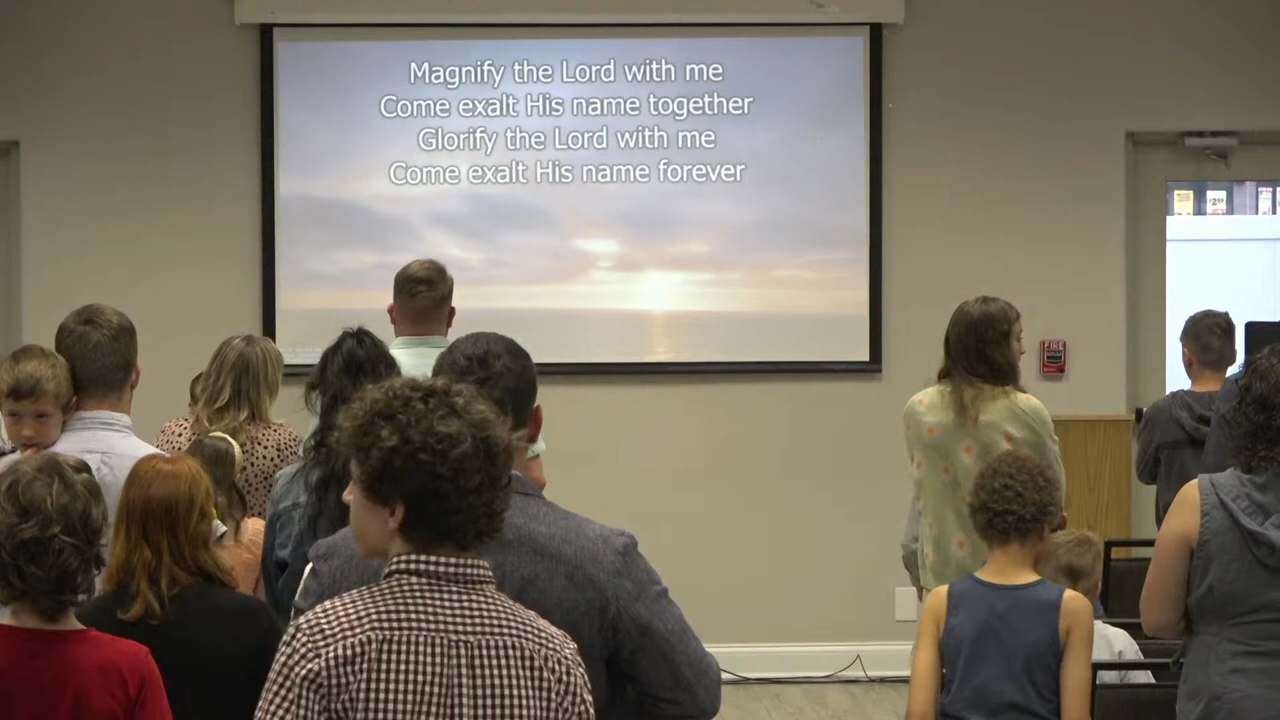 Magnify the Lord with me
Come exalt His name together
Glorify the Lord with me
Come exalt His name forever
FIRE